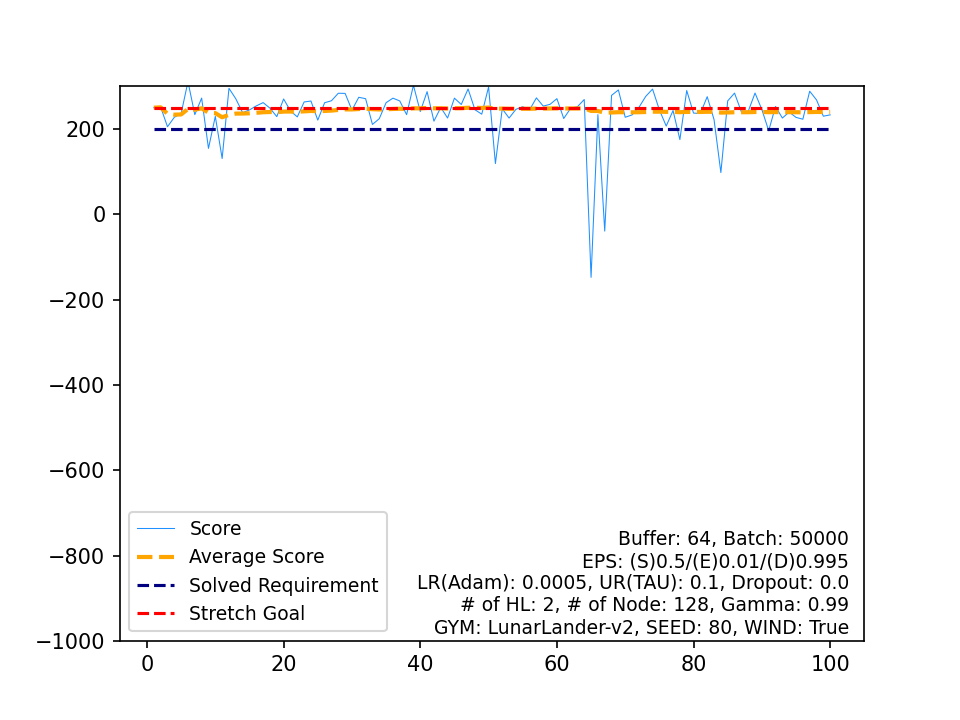 200
0
−200
−400
−600
−800
−1000
0
20
40
60
80
100
Score
Average Score
Solved Requirement
Stretch Goal
Buffer: 64, Batch: 50000
EPS: (S)0.5/(E)0.01/(D)0.995
LR(Adam): 0.0005, UR(TAU): 0.1, Dropout: 0.0
# of HL: 2, # of Node: 128, Gamma: 0.99
GYM: LunarLander-v2, SEED: 80, WIND: True